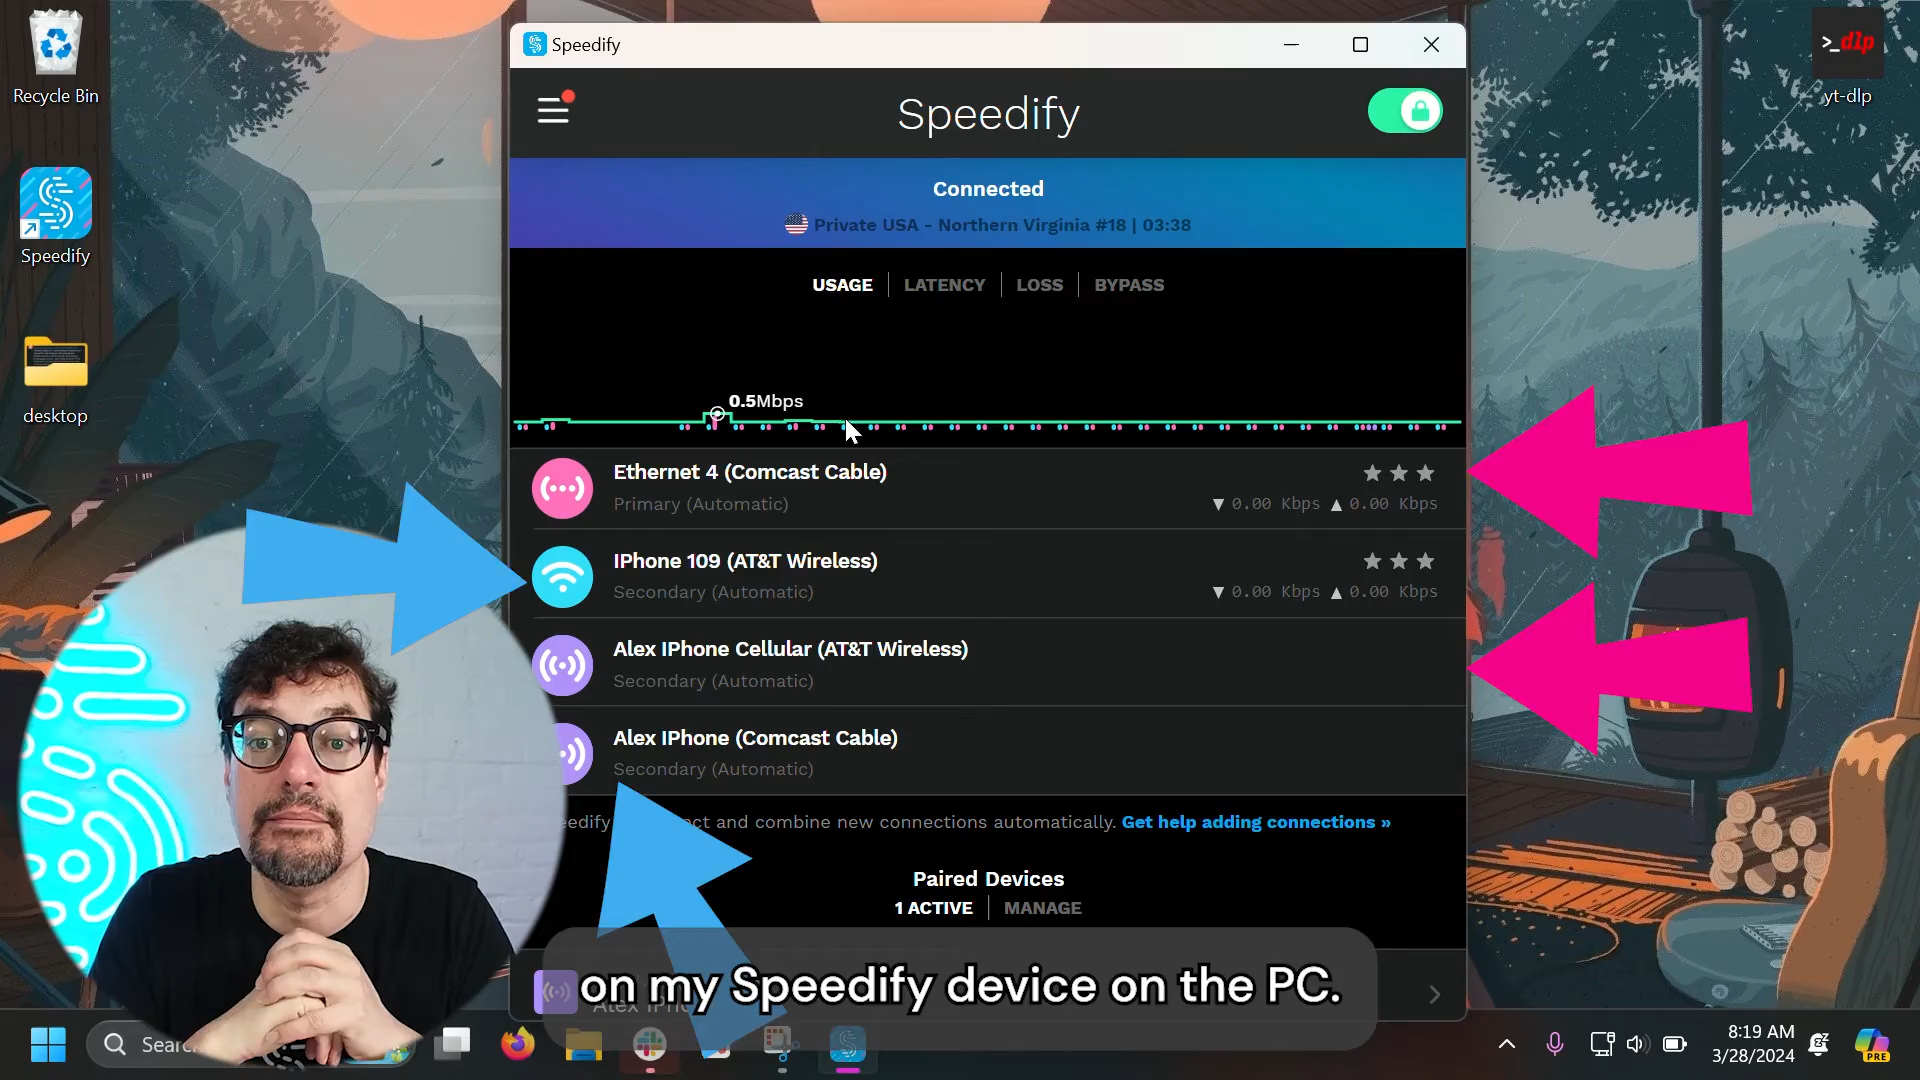 Recycle Bin
Speedify
desktop
>_dlp
yt-dlp
Speedify
Speedify
Connected
Private USA - Northern Virginia #18 | 03:38
USAGE | LATENCY | LOSS | BYPASS
0.5Mbps
Ethernet 4 (Comcast Cable)
Primary (Automatic)
▼ 0.00 Kbps ▲ 0.00 Kbps
IPhone 109 (AT&T Wireless)
Secondary (Automatic)
▼ 0.00 Kbps ▲ 0.00 Kbps
Alex IPhone Cellular (AT&T Wireless)
Secondary (Automatic)
Alex IPhone (Comcast Cable)
Secondary (Automatic)
and combine new connections automatically. Get help adding connections »
Paired Devices
1 ACTIVE | MANAGE
on my Speedify device on the PC.
8:19 AM
3/28/2024
PRE